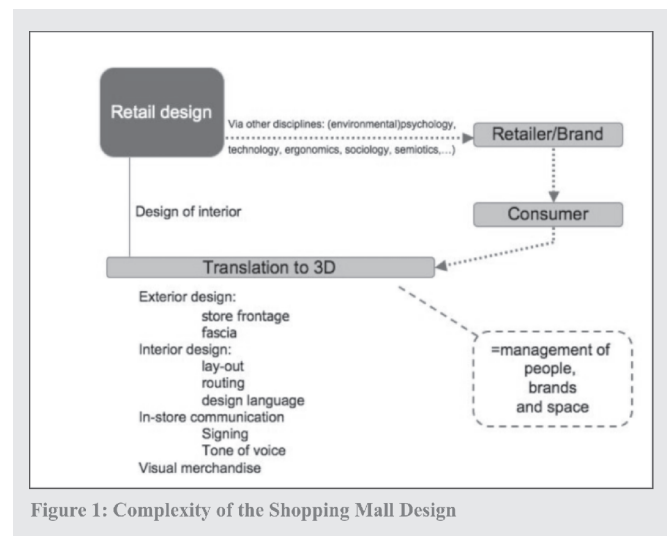 Retail design
Via other disciplines: (environmental)psychology,
technology, ergonomics, sociology, semiotics,...)
Retailer/Brand
Design of interior
Consumer
Translation to 3D
Exterior design:
store frontage
fascia
Interior design:
lay-out
routing
design language
In-store communication
Signing
Tone of voice
Visual merchandise
=management of
people,
brands
and space
Figure 1: Complexity of the Shopping Mall Design